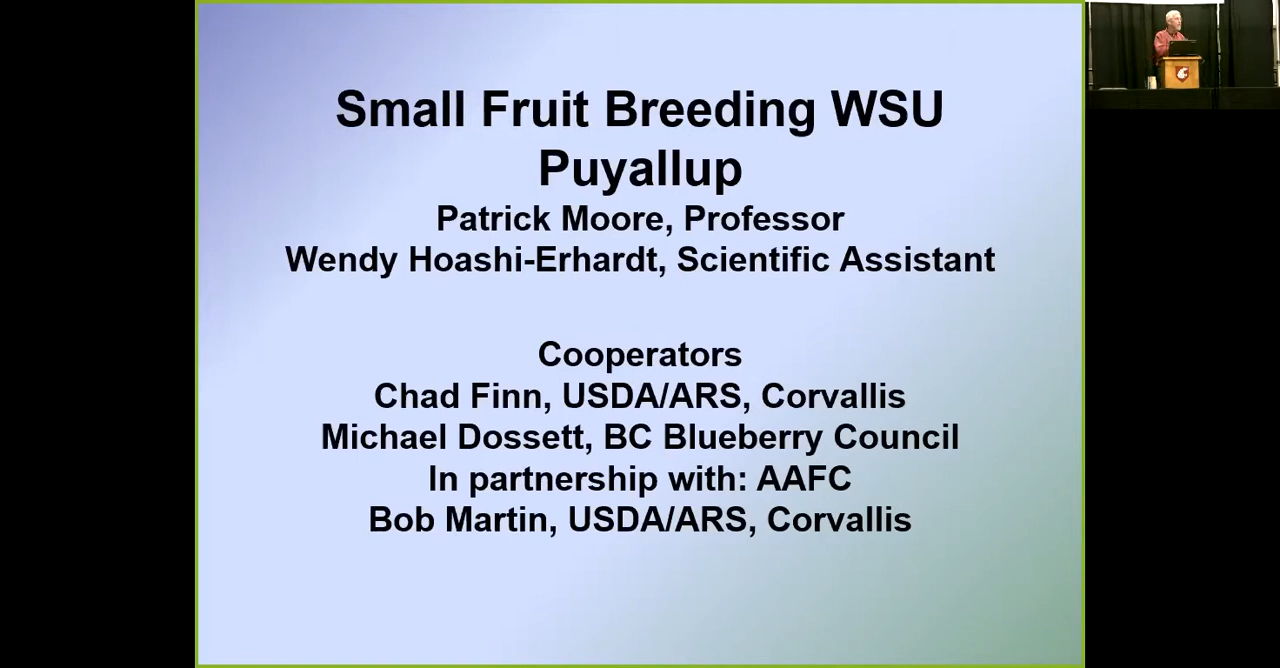 Small Fruit Breeding WSU
Puyallup
Patrick Moore, Professor
Wendy Hoashi-Erhardt, Scientific Assistant
Cooperators
Chad Finn, USDA/ARS, Corvallis
Michael Dossett, BC Blueberry Council
In partnership with: AAFC
Bob Martin, USDA/ARS, Corvallis